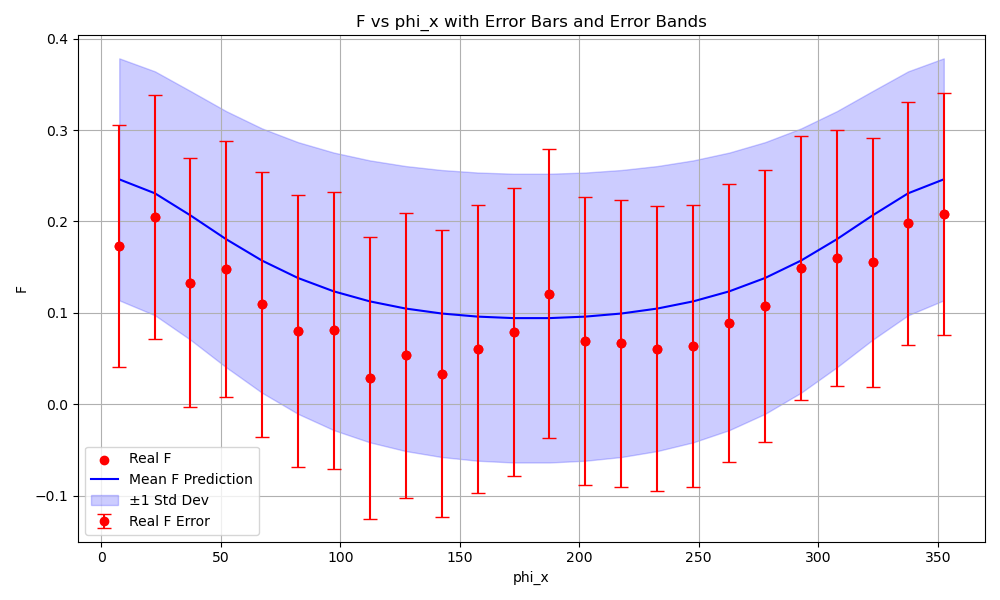 F vs phi_x with Error Bars and Error Bands
0.4
0.3
0.2
0.1
0.0
−0.1
F
Real F
Mean F Prediction
±1 Std Dev
Real F Error
0 50 100 150 200 250 300 350
phi_x